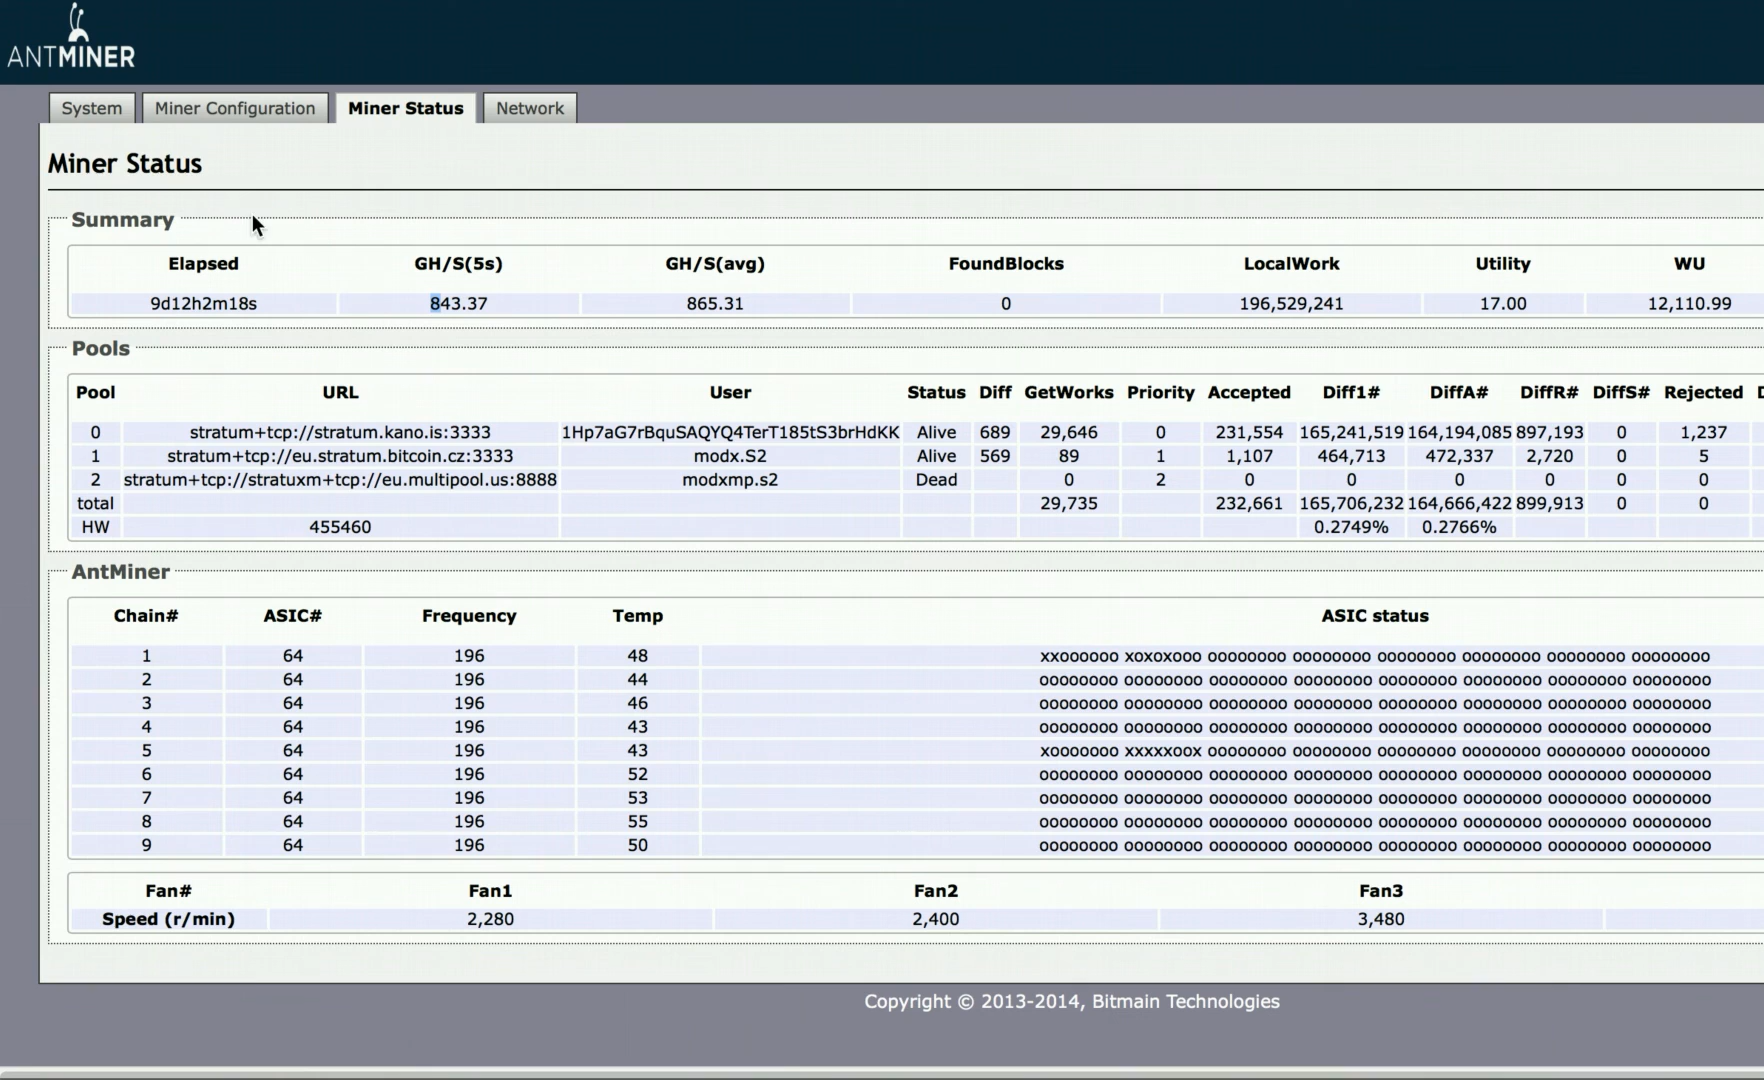 ANTMINER
System Miner Configuration Miner Status Network
Miner Status
Summary
Elapsed GH/S(5s) GH/S(avg) FoundBlocks LocalWork Utility WU
9d12h2m18s 843.37 865.31 0 196,529,241 17.00 12,110.99
Pools
Pool URL User Status Diff GetWorks Priority Accepted Diff1# DiffA# DiffR# DiffS# Rejected
0 stratum+tcp://stratum.kano.is:3333 1Hp7aG7rBquSAQYQ4TerT185tS3brHdKK Alive 689 29,646 0 231,554 165,241,519 164,194,085 897,193 0 1,237
1 stratum+tcp://eu.stratum.bitcoin.cz:3333 modx.S2 Alive 569 89 1 1,107 464,713 472,337 2,720 0 5
2 stratum+tcp://stratuxm+tcp://eu.multipool.us:8888 modxmp.s2 Dead 0 2 0 0 0 0 0 0
total 29,735 232,661 165,706,232 164,666,422 899,913 0 0
HW 455460 0.2749% 0.2766%
AntMiner
Chain# ASIC# Frequency Temp ASIC status
1 64 196 48 xxoooooo xoxoxooo oooooooo oooooooo oooooooo oooooooo oooooooo oooooooo
2 64 196 44 oooooooo oooooooo oooooooo oooooooo oooooooo oooooooo oooooooo oooooooo
3 64 196 46 oooooooo oooooooo oooooooo oooooooo oooooooo oooooooo oooooooo oooooooo
4 64 196 43 oooooooo oooooooo oooooooo oooooooo oooooooo oooooooo oooooooo oooooooo
5 64 196 43 xooooooo xxxxxoox oooooooo oooooooo oooooooo oooooooo oooooooo oooooooo
6 64 196 52 oooooooo oooooooo oooooooo oooooooo oooooooo oooooooo oooooooo oooooooo
7 64 196 53 oooooooo oooooooo oooooooo oooooooo oooooooo oooooooo oooooooo oooooooo
8 64 196 55 oooooooo oooooooo oooooooo oooooooo oooooooo oooooooo oooooooo oooooooo
9 64 196 50 oooooooo oooooooo oooooooo oooooooo oooooooo oooooooo oooooooo oooooooo
Fan# Fan1 Fan2 Fan3
Speed (r/min) 2,280 2,400 3,480
Copyright © 2013-2014, Bitmain Technologies